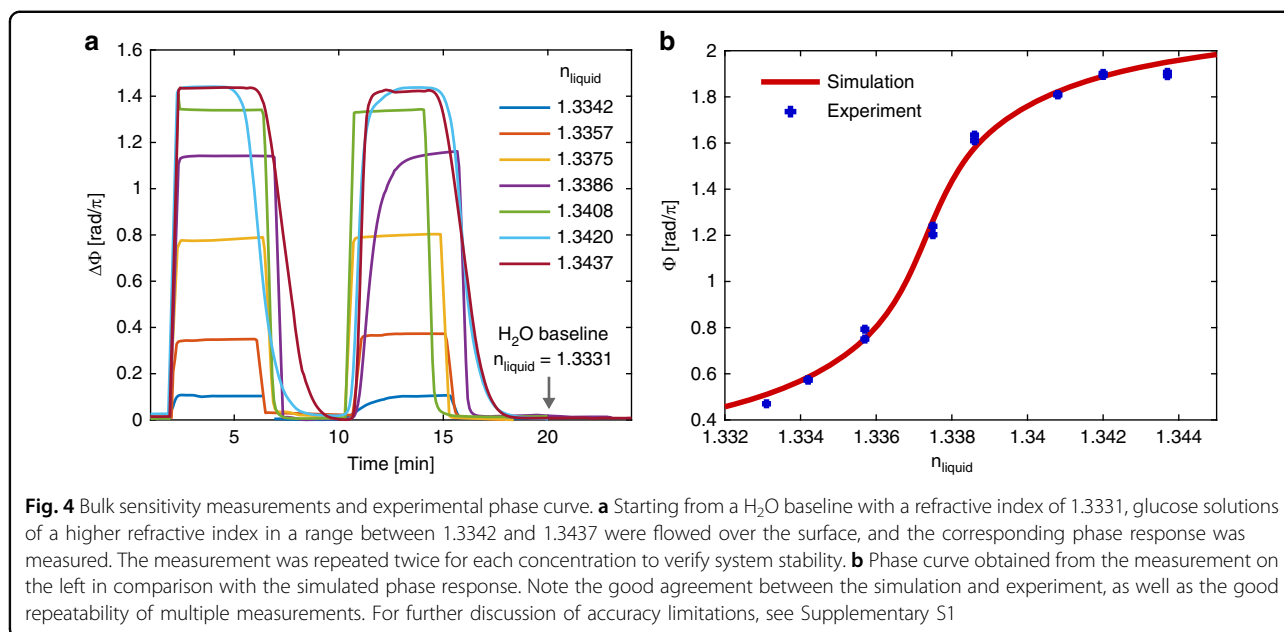 a
1.6
1.4
1.2
1
0.8
0.6
0.4
0.2
0
ΔΦ [rad/π]
5
10
15
20
Time [min]
n_liquid
1.3342
1.3357
1.3375
1.3386
1.3408
1.3420
1.3437
H₂O baseline
n_liquid = 1.3331
b
2
1.8
1.6
1.4
1.2
1
0.8
0.6
0.4
Φ [rad/π]
Simulation
Experiment
1.332
1.334
1.336
1.338
1.34
1.342
1.344
n_liquid
Fig. 4 Bulk sensitivity measurements and experimental phase curve. a Starting from a H₂O baseline with a refractive index of 1.3331, glucose solutions
of a higher refractive index in a range between 1.3342 and 1.3437 were flowed over the surface, and the corresponding phase response was
measured. The measurement was repeated twice for each concentration to verify system stability. b Phase curve obtained from the measurement on
the left in comparison with the simulated phase response. Note the good agreement between the simulation and experiment, as well as the good
repeatability of multiple measurements. For further discussion of accuracy limitations, see Supplementary S1